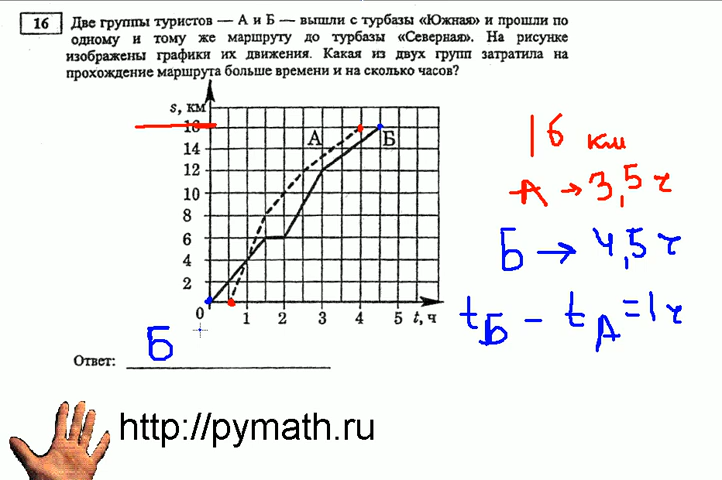 16 Две группы туристов — А и Б — вышли с турбазы «Южная» и прошли по
одному и тому же маршруту до турбазы «Северная». На рисунке
изображены графики их движения. Какая из двух групп затратила на
прохождение маршрута больше времени и на сколько часов?
s, км
16
14
12
10
8
6
4
2
0 1 2 3 4 5 t, ч
А Б
16 км
А → 3,5 ч
Б → 4,5 ч
tБ - tА = 1 ч
Б
Ответ:
http://pymath.ru